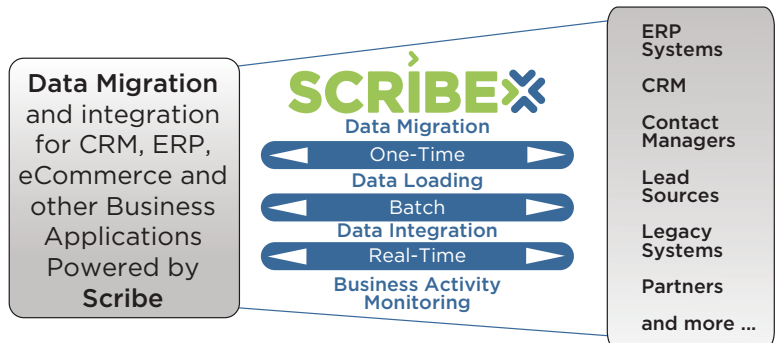 Data Migration
and integration
for CRM, ERP,
eCommerce and
other Business
Applications
Powered by
Scribe
SCRIBE
Data Migration
One-Time
Data Loading
Batch
Data Integration
Real-Time
Business Activity
Monitoring
ERP
Systems
CRM
Contact
Managers
Lead
Sources
Legacy
Systems
Partners
and more ...